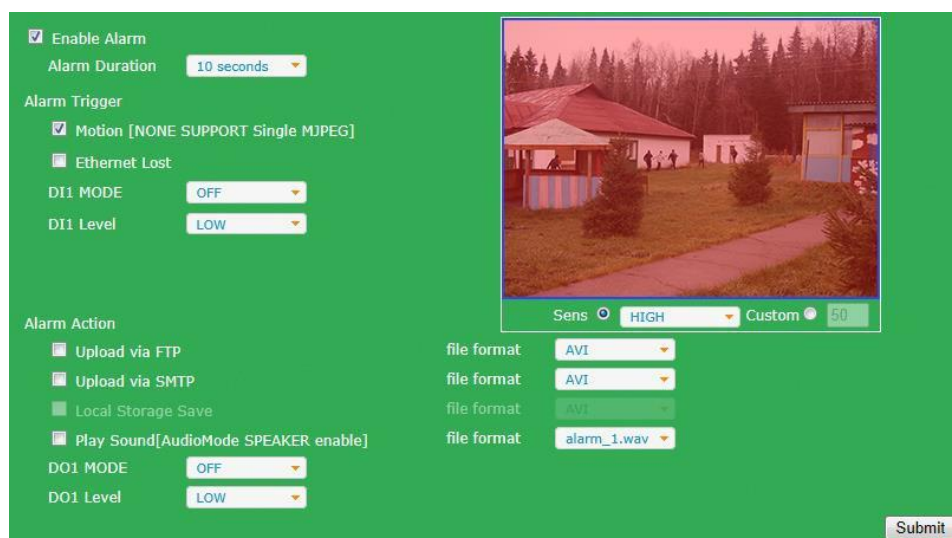 Enable Alarm
Alarm Duration 10 seconds
Alarm Trigger
Motion [NONE SUPPORT Single MJPEG]
Ethernet Lost
DI1 MODE OFF
DI1 Level LOW
Sens HIGH Custom 50
Alarm Action
Upload via FTP file format AVI
Upload via SMTP file format AVI
Local Storage Save file format AVI
Play Sound[AudioMode SPEAKER enable] file format alarm_1.wav
DO1 MODE OFF
DO1 Level LOW
Submit